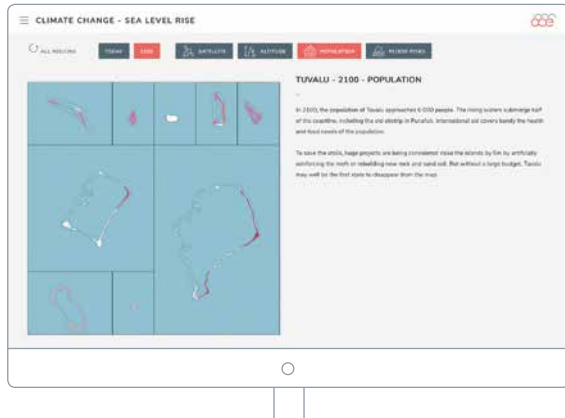 CLIMATE CHANGE - SEA LEVEL RISE
ace
ALL REGIONS TODAY 2100 SATELLITE ALTITUDE POPULATION FLOOD RISKS
TUVALU - 2100 - POPULATION
In 2100, the population of Tuvalu approaches 6 000 people. The rising waters submerge half
of the coastline, including the old airstrip in Funafuti. International aid covers barely the health
and food needs of the population.
To save the atolls, huge projects are being considered: raise the islands by 5m by artificially
reinforcing the reefs or rebuilding new rock and sand soil. But without a large budget, Tuvalu
may well be the first state to disappear from the map.